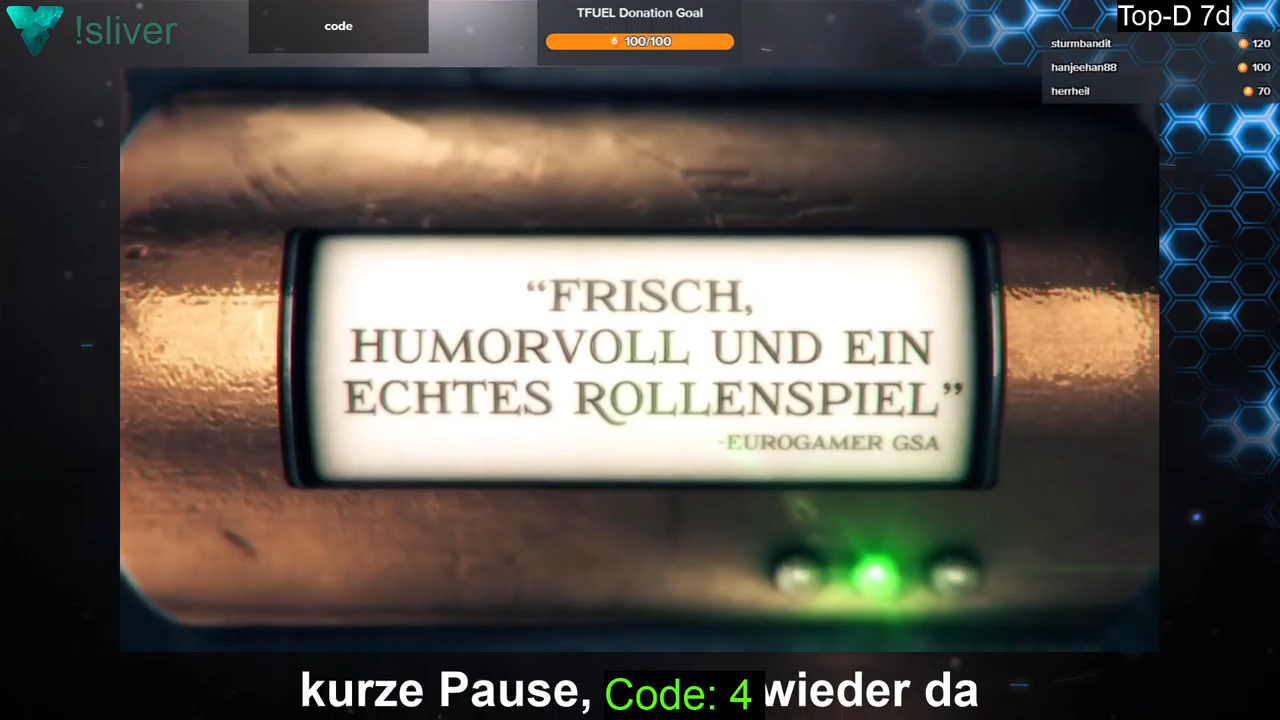 !sliver
code
TFUEL Donation Goal
100/100
Top-D 7d
sturmbandit 120
hanjeehan88 100
herrheil 70
“FRISCH,
HUMORVOLL UND EIN
ECHTES ROLLENSPIEL”
-EUROGAMER GSA
kurze Pause, Code: 4 wieder da